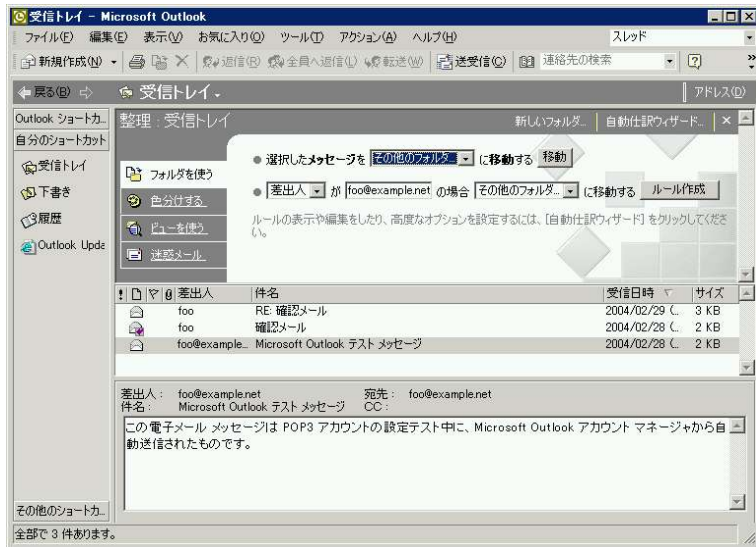 受信トレイ - Microsoft Outlook
ファイル(F) 編集(E) 表示(V) お気に入り(O) ツール(T) アクション(A) ヘルプ(H) スレッド
新規作成(N) 返信(R) 全員へ返信(L) 転送(W) 送受信(C) 連絡先の検索
戻る(B) 受信トレイ . アドレス(D)
Outlook ショートカ...
自分のショートカット
受信トレイ
下書き
履歴
Outlook Upda
その他のショートカ...
整理 : 受信トレイ 新しいフォルダ... 自動仕訳ウィザード...
フォルダを使う
色分けする
ビューを使う
迷惑メール
選択したメッセージを その他のフォルダ... に移動する 移動
差出人 が foo@example.net の場合 その他のフォルダ... に移動する ルール作成
ルールの表示や編集をしたり、高度なオプションを設定するには、[自動仕訳ウィザード] をクリックしてくださ
い。
差出人 件名 受信日時 サイズ
foo RE: 確認メール 2004/02/29 (... 3 KB
foo 確認メール 2004/02/28 (... 2 KB
foo@example... Microsoft Outlook テスト メッセージ 2004/02/28 (... 2 KB
差出人 : foo@example.net 宛先 : foo@example.net
件名 : Microsoft Outlook テスト メッセージ CC :
この電子メール メッセージは POP3 アカウントの設定テスト中に、Microsoft Outlook アカウント マネージャから自
動送信されたものです。
全部で 3 件あります。